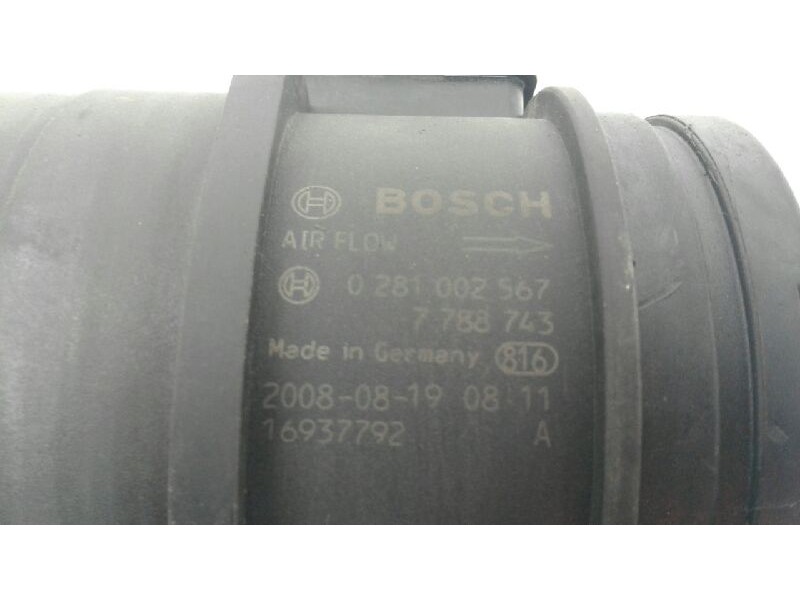 BOSCH
AIR FLOW
0 281 002 567
7 788 743
Made in Germany 816
2008-08-19 08 11
16937792 A